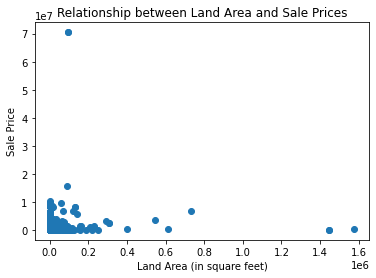 Relationship between Land Area and Sale Prices
1e7
7
6
5
4
3
2
1
0
Sale Price
0.0 0.2 0.4 0.6 0.8 1.0 1.2 1.4 1.6
1e6
Land Area (in square feet)